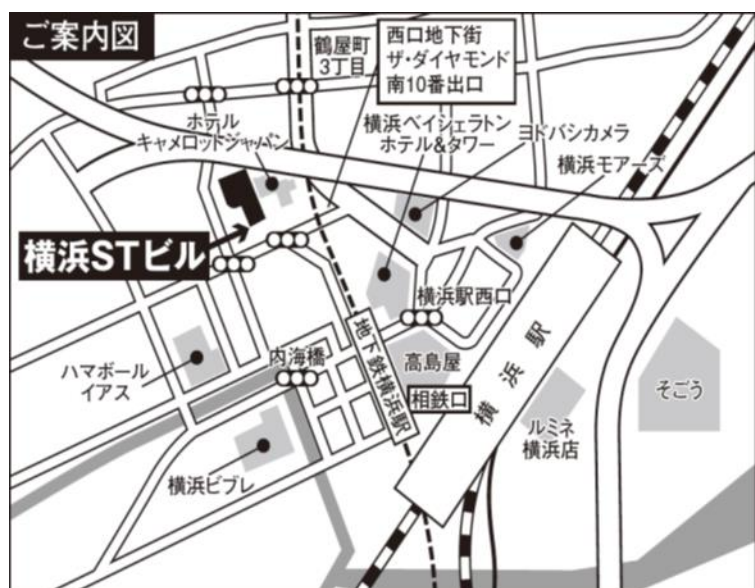 ご案内図
鶴屋町
3丁目
西口地下街
ザ・ダイヤモンド
南10番出口
ホテル
キャメロットジャパン
横浜ベイシェラトン
ホテル&タワー
ヨドバシカメラ
横浜モアーズ
横浜STビル
横浜駅西口
地下鉄横浜駅
高島屋
相鉄口
横浜駅
そごう
ルミネ
横浜店
内海橋
ハマボール
イアス
横浜ビブレ